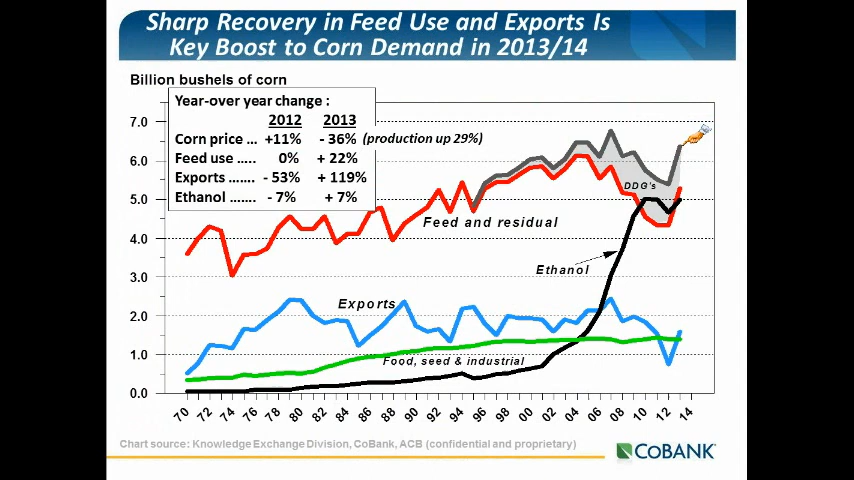 Sharp Recovery in Feed Use and Exports Is
Key Boost to Corn Demand in 2013/14
Billion bushels of corn
Year-over year change :
2012 2013
Corn price ... +11% - 36% (production up 29%)
Feed use ..... 0% + 22%
Exports ....... - 53% + 119%
Ethanol ....... - 7% + 7%
7.0
6.0
5.0
4.0
3.0
2.0
1.0
0.0
DDG's
Feed and residual
Ethanol
Exports
Food, seed & industrial
70 72 74 76 78 80 82 84 86 88 90 92 94 96 98 00 02 04 06 08 10 12 14
Chart source: Knowledge Exchange Division, CoBank, ACB (confidential and proprietary)
COBANK